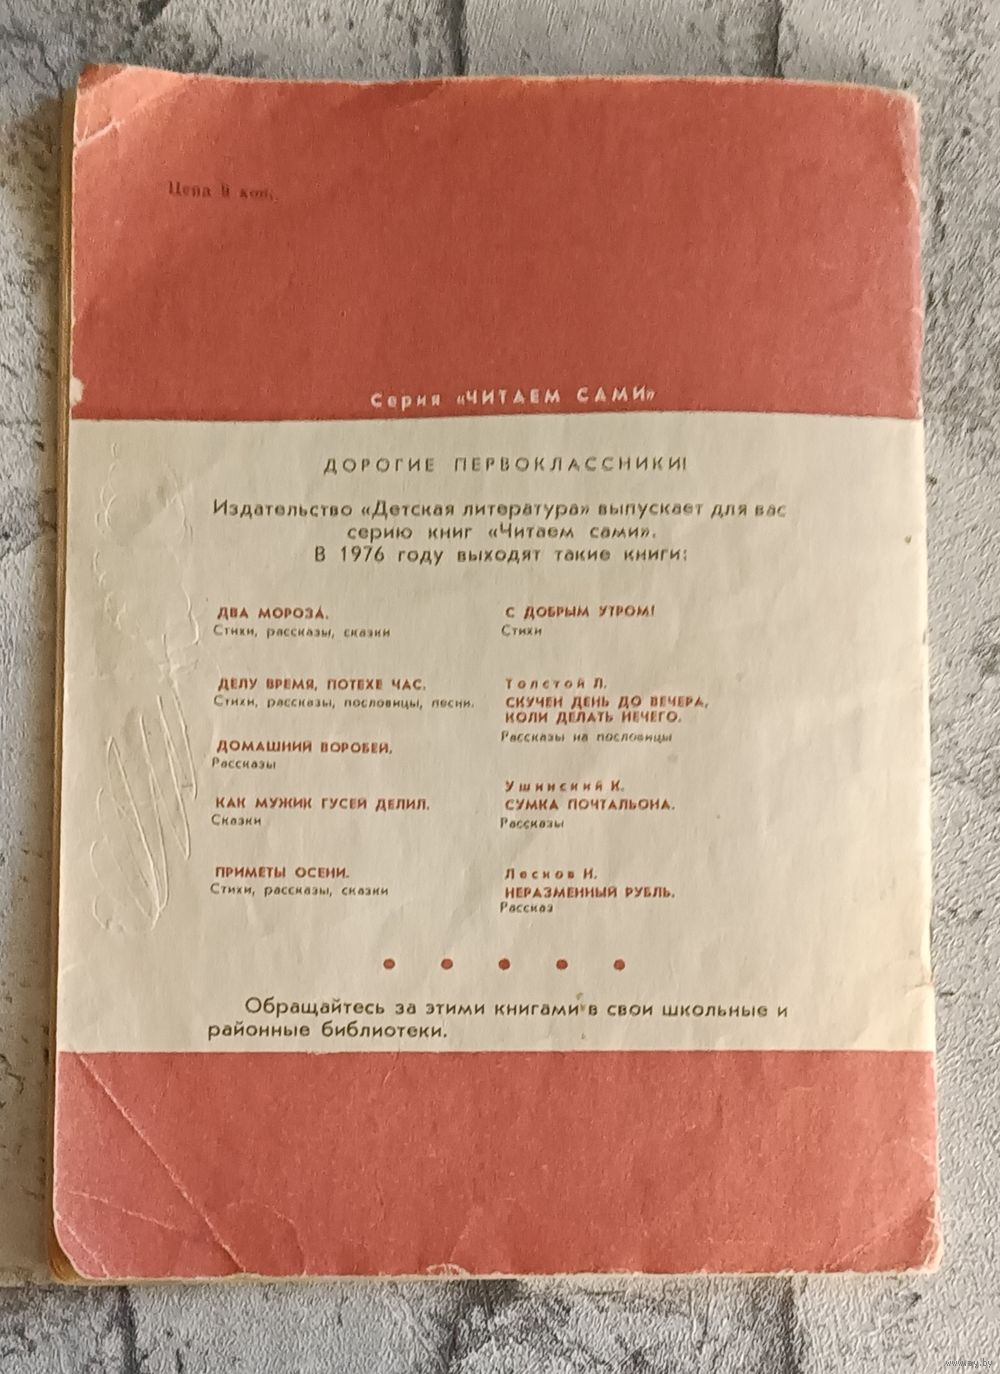 Цена 9 коп.
Серия «ЧИТАЕМ САМИ»
ДОРОГИЕ ПЕРВОКЛАССНИКИ!
Издательство «Детская литература» выпускает для вас
серию книг «Читаем сами».
В 1976 году выходят такие книги:
ДВА МОРОЗА.
Стихи, рассказы, сказки
ДЕЛУ ВРЕМЯ, ПОТЕХЕ ЧАС.
Стихи, рассказы, пословицы, песни.
ДОМАШНИЙ ВОРОБЕЙ.
Рассказы
КАК МУЖИК ГУСЕЙ ДЕЛИЛ.
Сказки
ПРИМЕТЫ ОСЕНИ.
Стихи, рассказы, сказки
С ДОБРЫМ УТРОМ!
Стихи
Толстой Л.
СКУЧЕН ДЕНЬ ДО ВЕЧЕРА,
КОЛИ ДЕЛАТЬ НЕЧЕГО.
Рассказы на пословицы
Ушинский К.
СУМКА ПОЧТАЛЬОНА.
Рассказы
Лесков Н.
НЕРАЗМЕННЫЙ РУБЛЬ.
Рассказ
Обращайтесь за этими книгами в свои школьные и
районные библиотеки.
www.ay.by